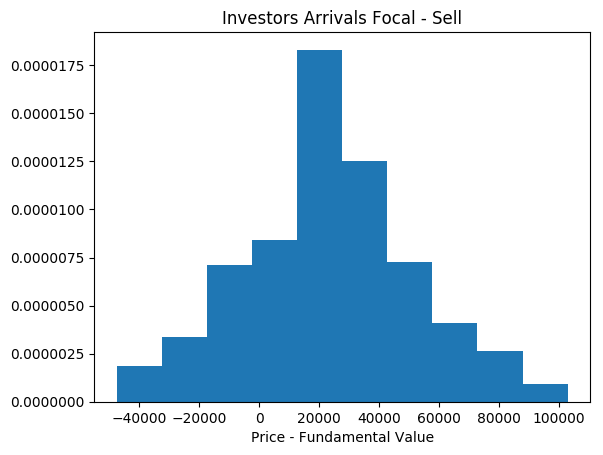 Investors Arrivals Focal - Sell
0.0000175
0.0000150
0.0000125
0.0000100
0.0000075
0.0000050
0.0000025
0.0000000
−40000 −20000 0 20000 40000 60000 80000 100000
Price - Fundamental Value